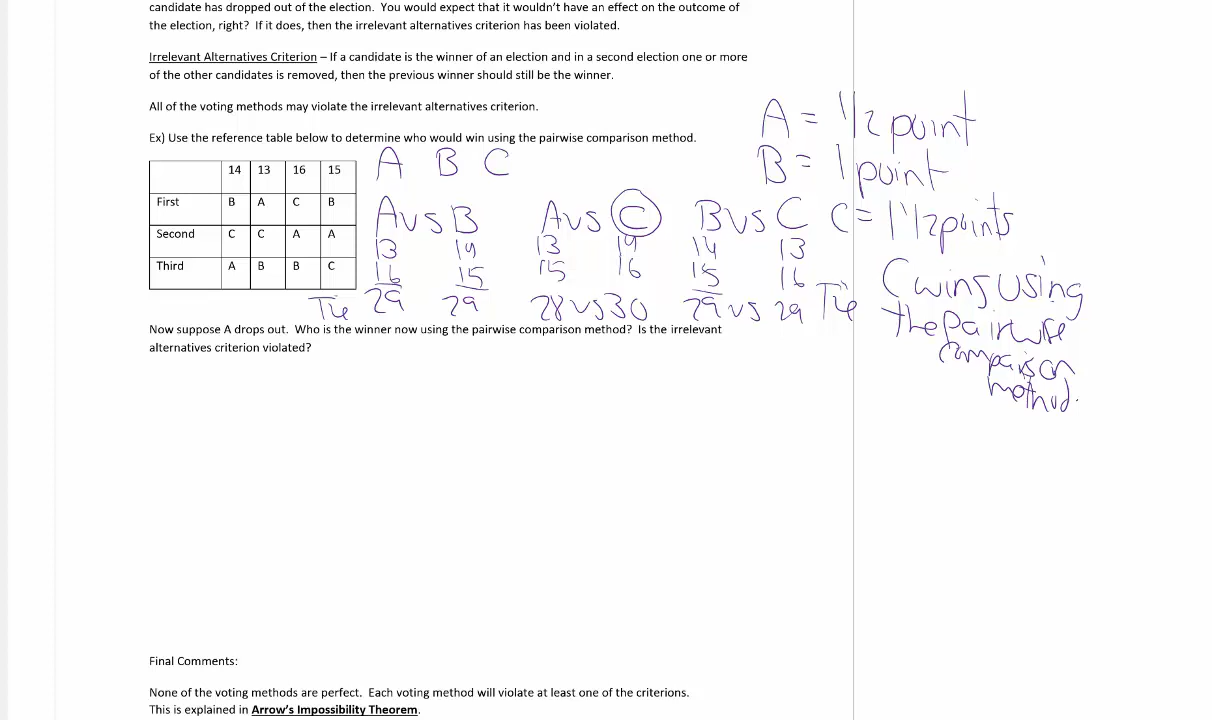 candidate has dropped out of the election. You would expect that it wouldn't have an effect on the outcome of
the election, right? If it does, then the irrelevant alternatives criterion has been violated.
Irrelevant Alternatives Criterion – If a candidate is the winner of an election and in a second election one or more
of the other candidates is removed, then the previous winner should still be the winner.
All of the voting methods may violate the irrelevant alternatives criterion.
Ex) Use the reference table below to determine who would win using the pairwise comparison method.
14 13 16 15
First B A C B
Second C C A A
Third A B B C
A B C
A vs B A vs C B vs C
13 14 13 14 14 13
16 15 15 16 15 16
Tie 29 29 28 vs 30 29 vs 29 Tie
A = 1/2 point
B = 1 point
C = 1 1/2 points
C wins using
the pairwise
comparison
method.
Now suppose A drops out. Who is the winner now using the pairwise comparison method? Is the irrelevant
alternatives criterion violated?
Final Comments:
None of the voting methods are perfect. Each voting method will violate at least one of the criterions.
This is explained in Arrow's Impossibility Theorem.